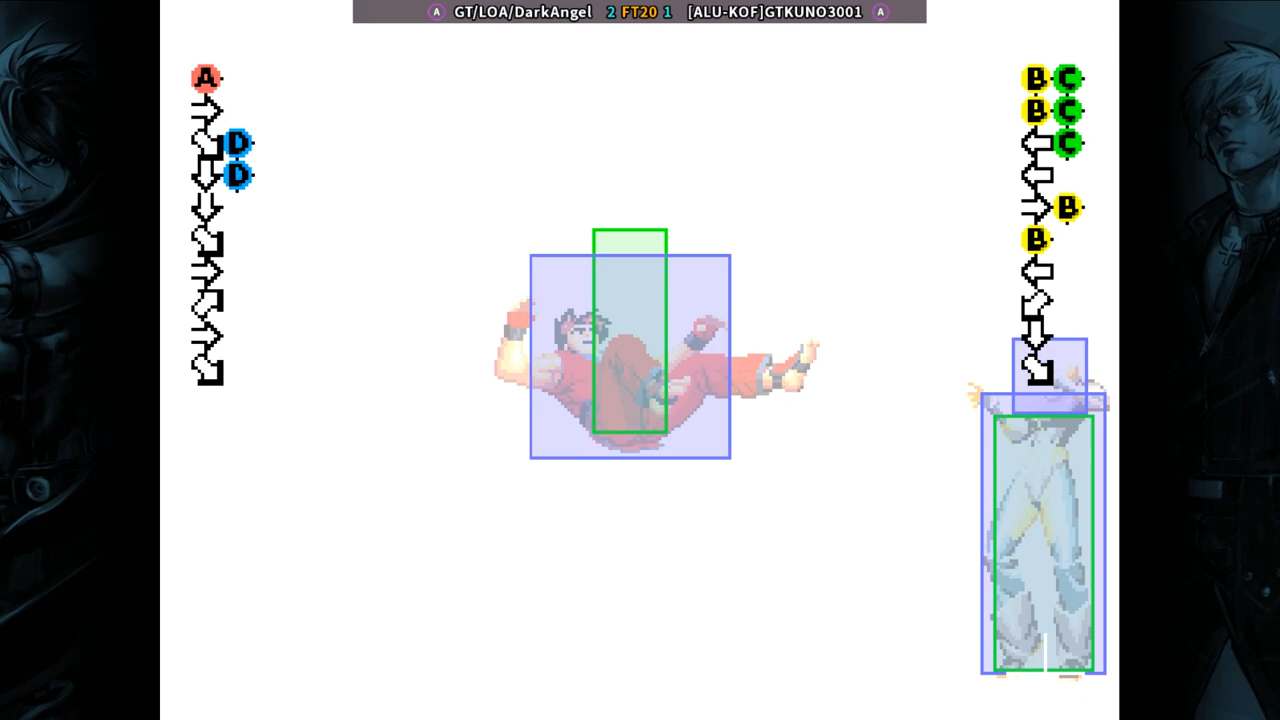 A GT/LOA/DarkAngel 2 FT20 1 [ALU-KOF]GTKUNO3001 A
A
D
D
B C
B C
C
B
B